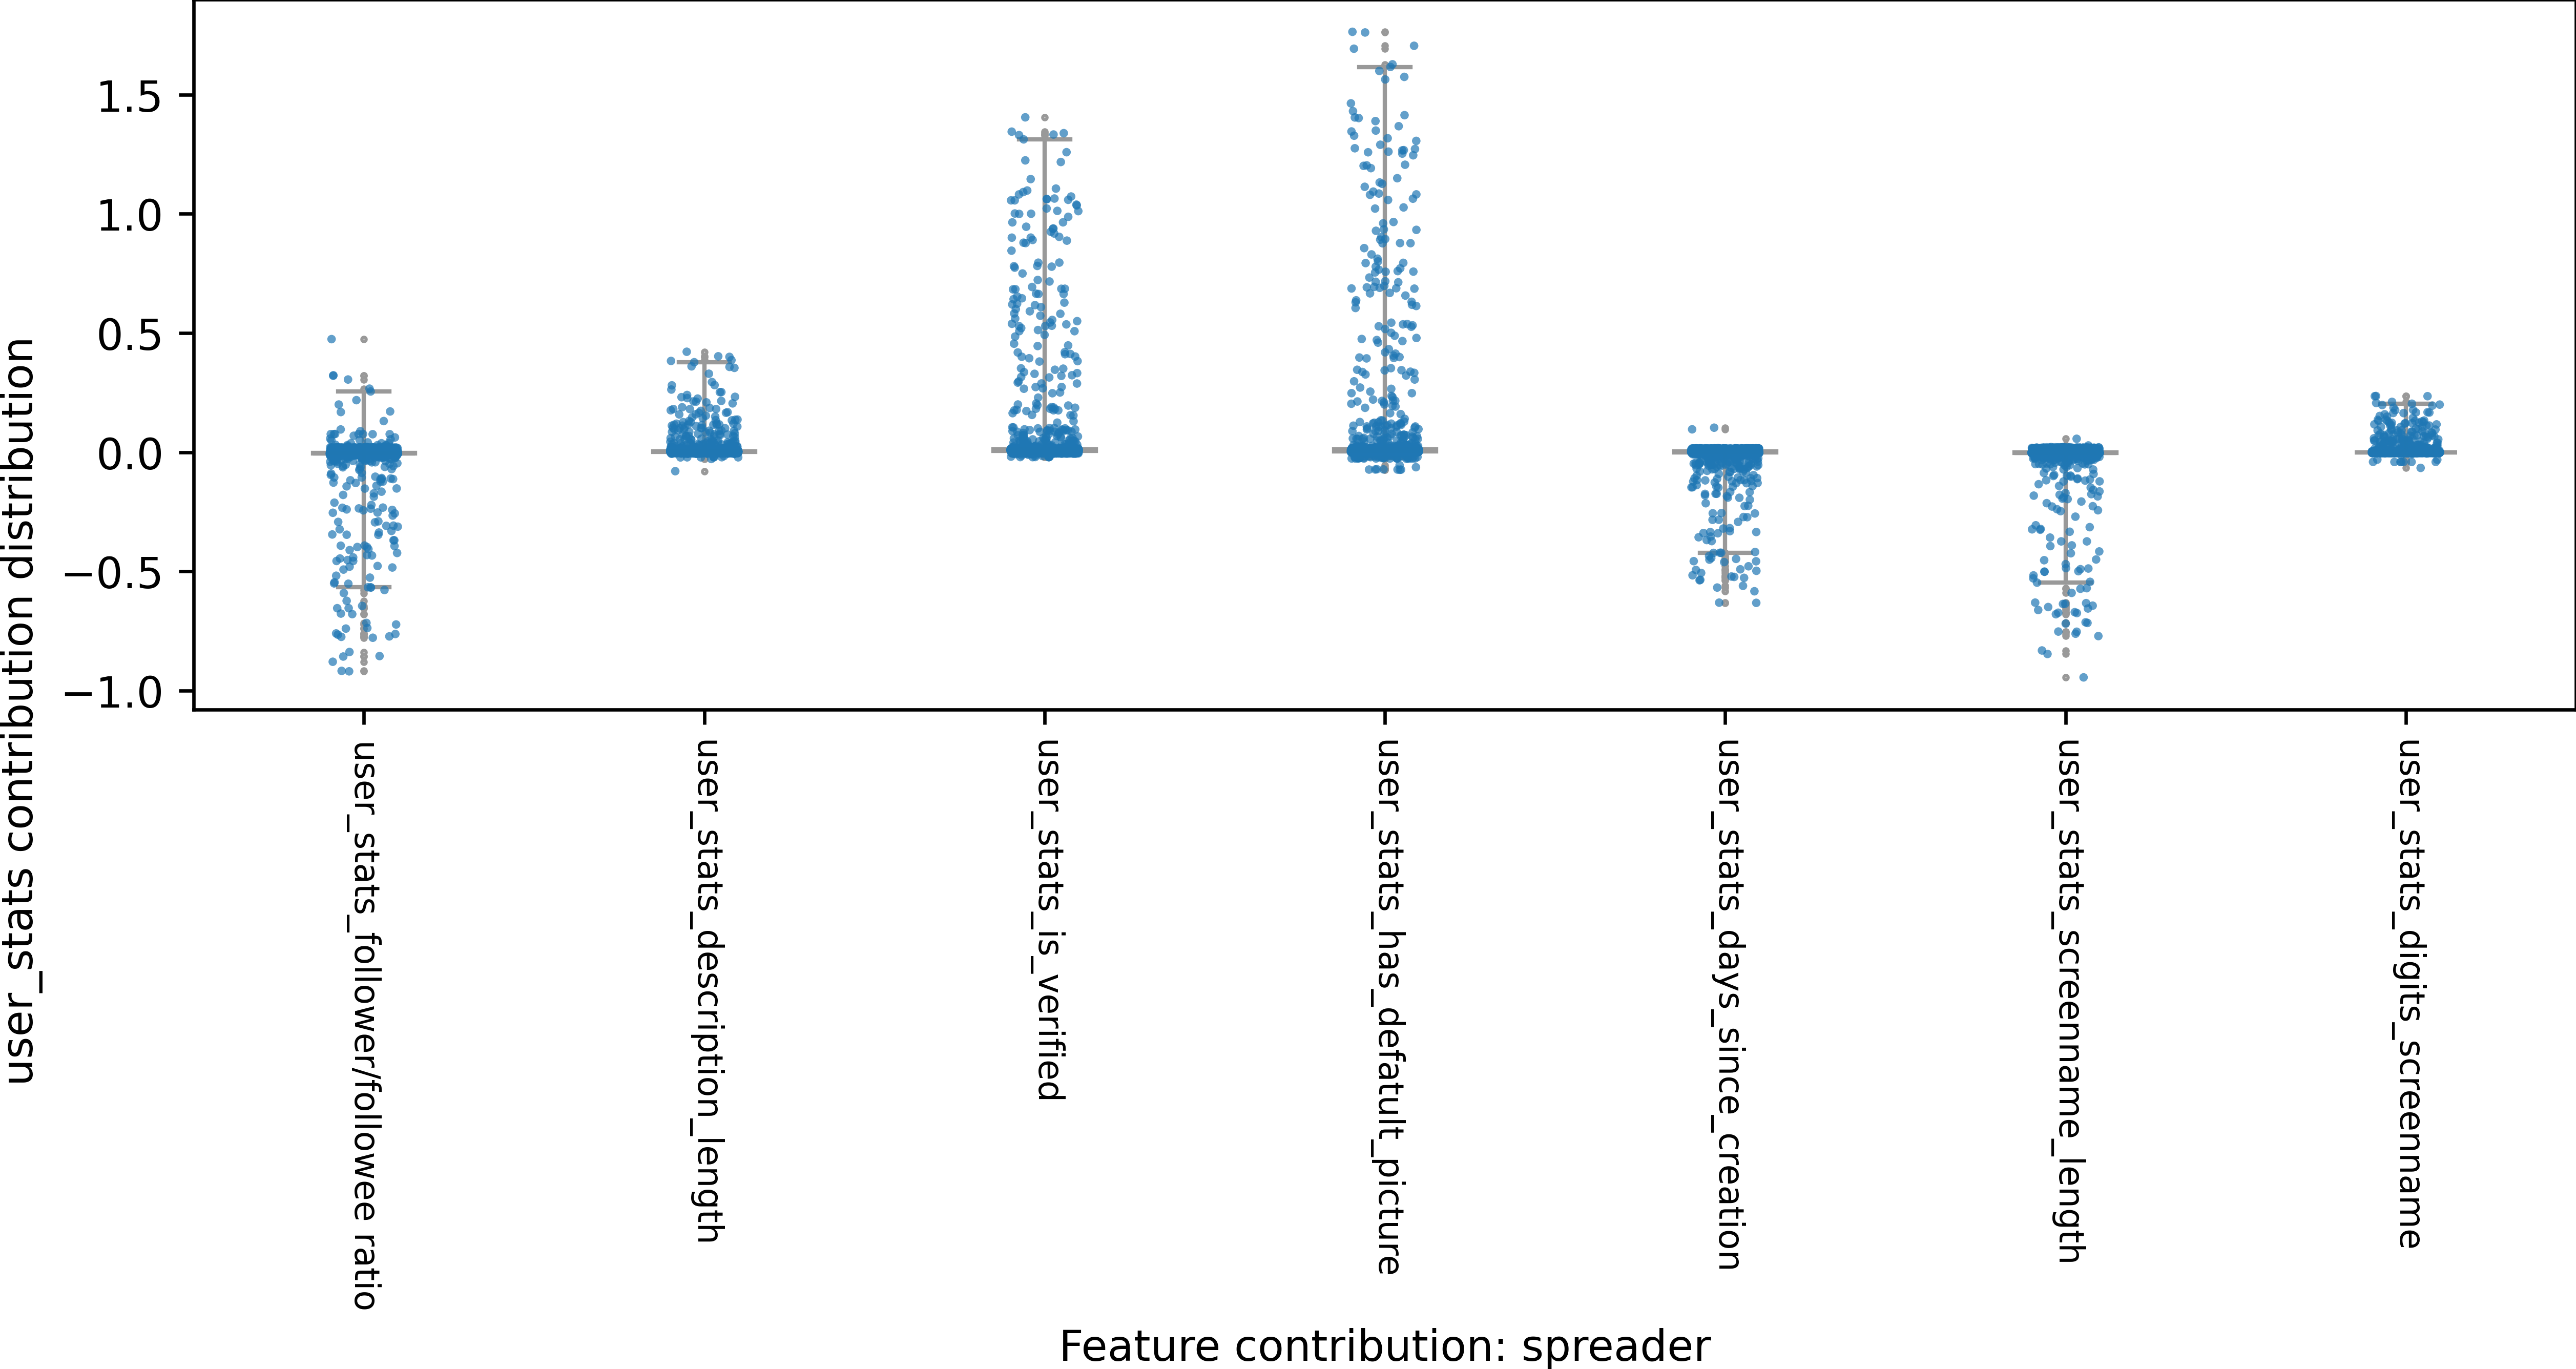 user_stats contribution distribution
1.5
1.0
0.5
0.0
−0.5
−1.0
user_stats_follower/followee ratio
user_stats_description_length
user_stats_is_verified
user_stats_has_defatult_picture
user_stats_days_since_creation
user_stats_screenname_length
user_stats_digits_screenname
Feature contribution: spreader